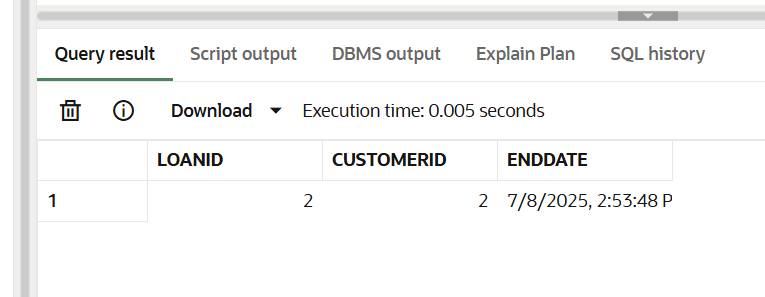 Query result Script output DBMS output Explain Plan SQL history
Download Execution time: 0.005 seconds
LOANID CUSTOMERID ENDDATE
1 2 2 7/8/2025, 2:53:48 P